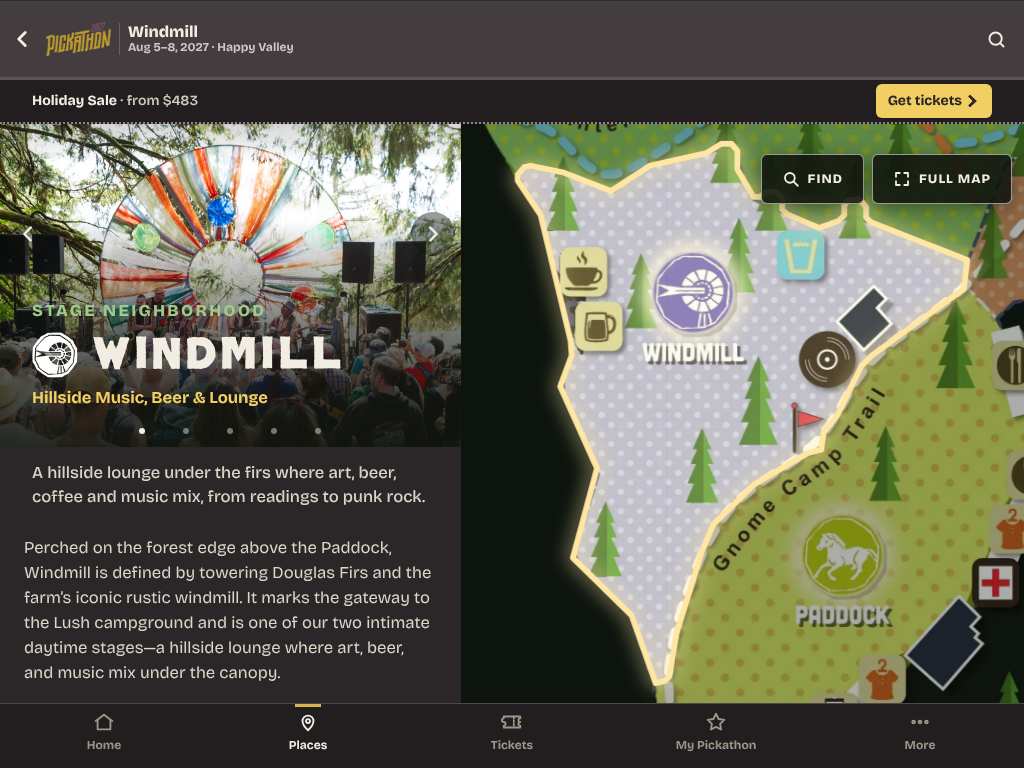 PICKATHON
Windmill
Aug 5–8, 2027 · Happy Valley
Holiday Sale · from $483
Get tickets
STAGE NEIGHBORHOOD
WINDMILL
Hillside Music, Beer & Lounge
A hillside lounge under the firs where art, beer,
coffee and music mix, from readings to punk rock.
Perched on the forest edge above the Paddock,
Windmill is defined by towering Douglas Firs and the
farm's iconic rustic windmill. It marks the gateway to
the Lush campground and is one of our two intimate
daytime stages—a hillside lounge where art, beer,
and music mix under the canopy.
FIND
FULL MAP
WINDMILL
Gnome Camp Trail
2
PADDOCK
2
Home
Places
Tickets
My Pickathon
More